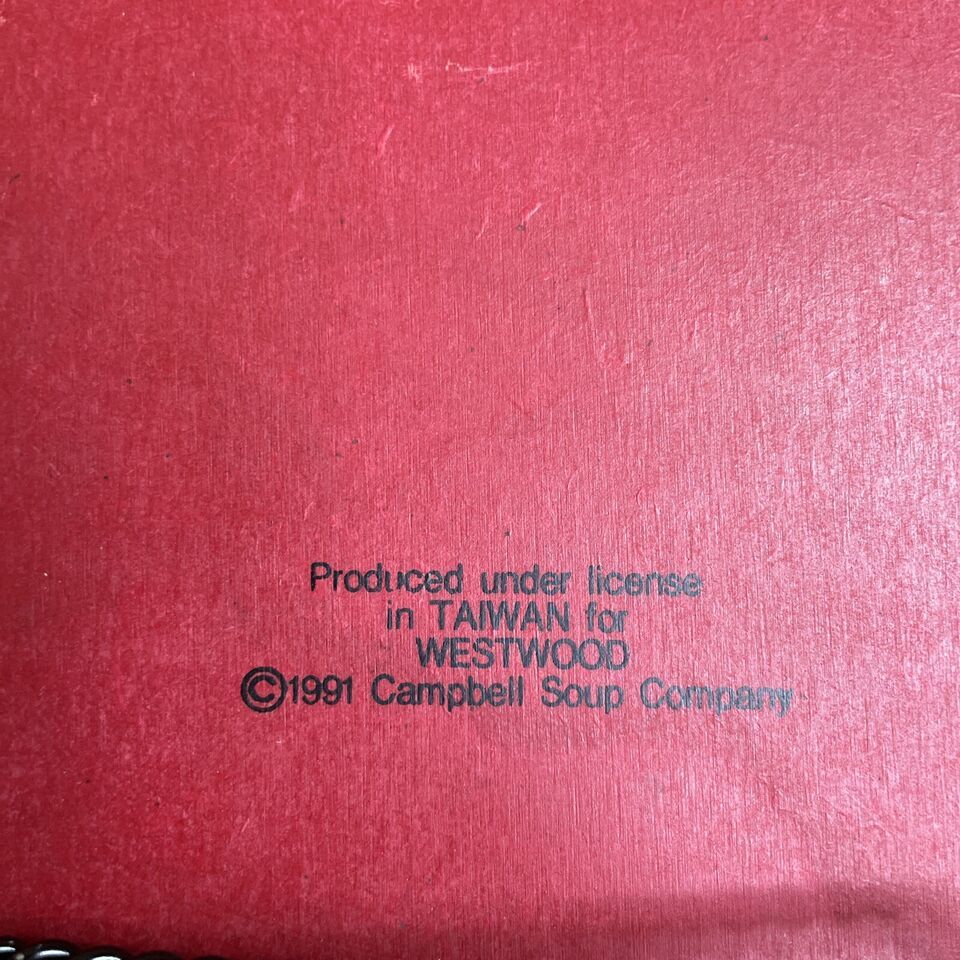 Produced under license
in TAIWAN for
WESTWOOD
©1991 Campbell Soup Company